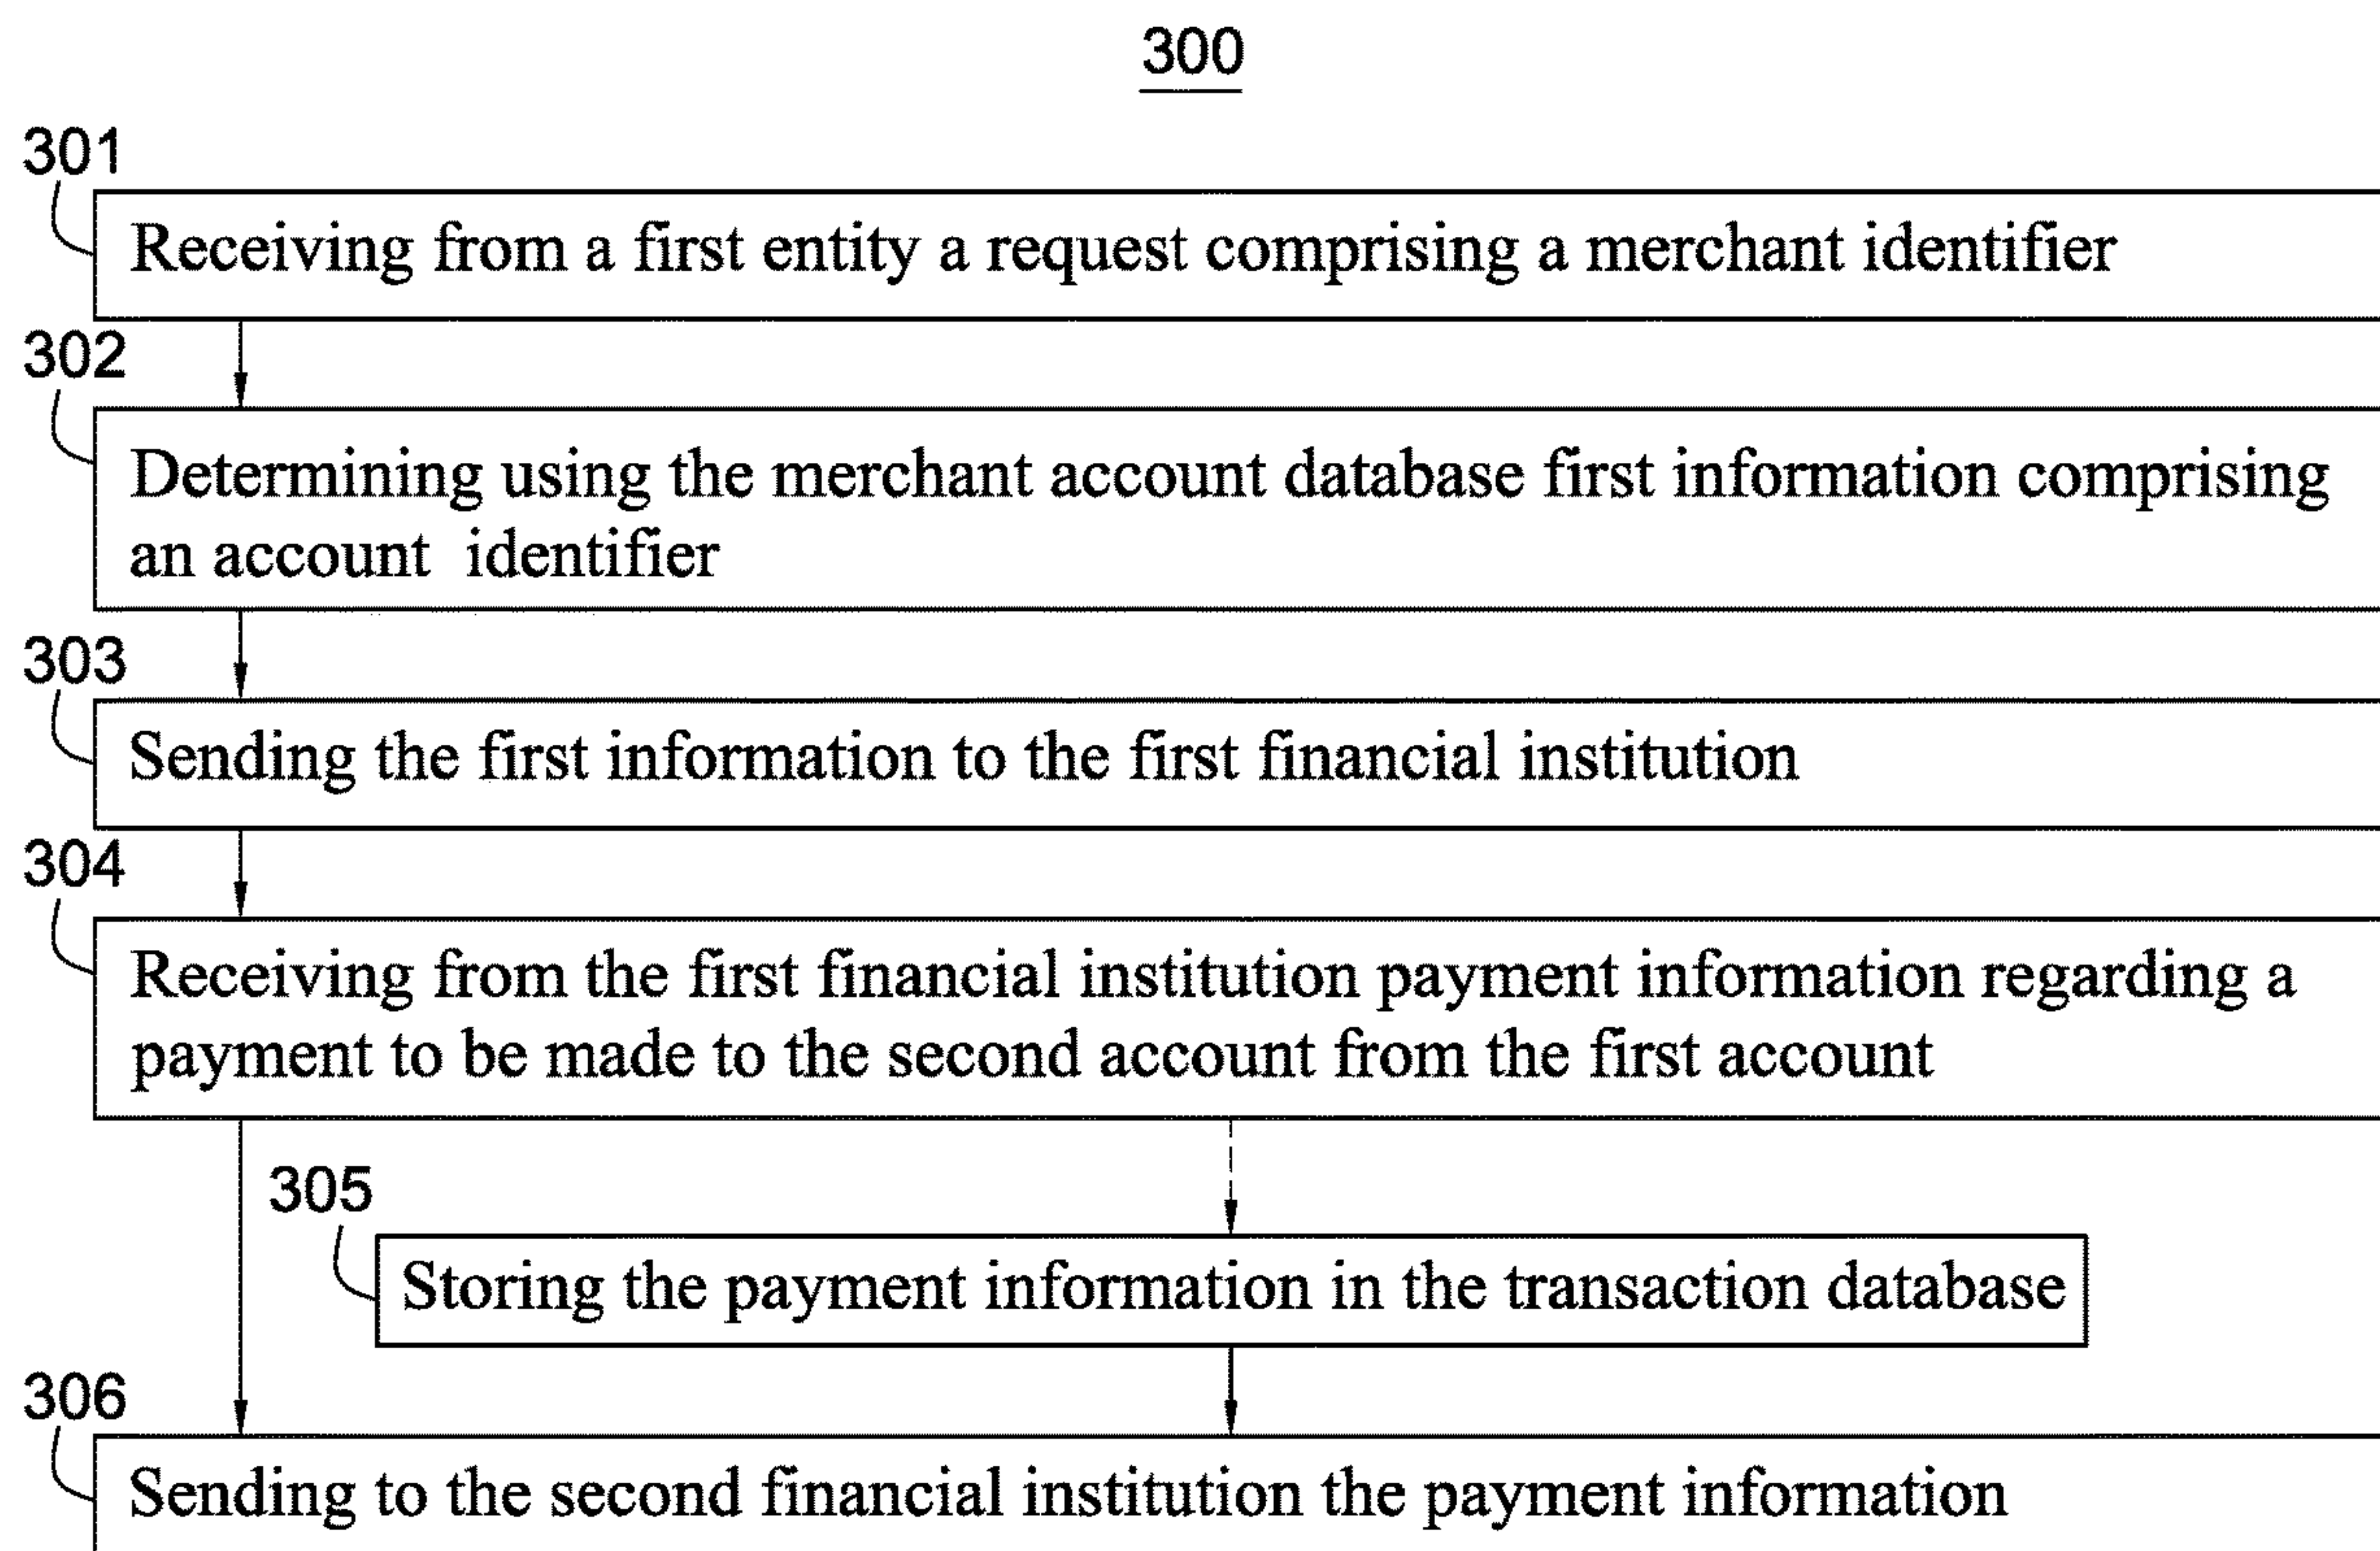 300
301
Receiving from a first entity a request comprising a merchant identifier
302
Determining using the merchant account database first information comprising
an account identifier
303
Sending the first information to the first financial institution
304
Receiving from the first financial institution payment information regarding a
payment to be made to the second account from the first account
305
Storing the payment information in the transaction database
306
Sending to the second financial institution the payment information